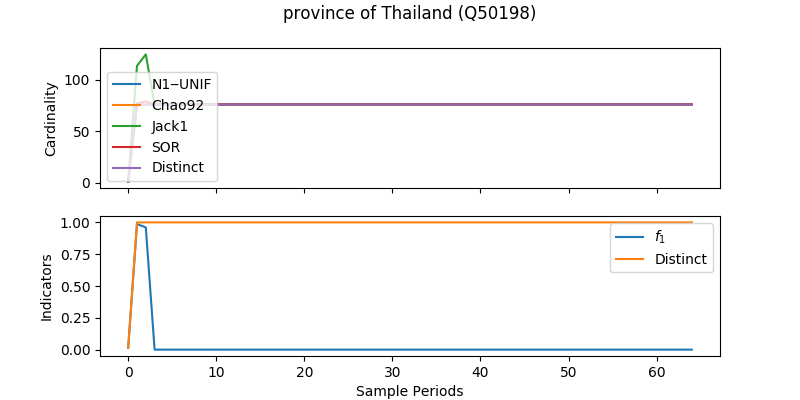 province of Thailand (Q50198)
Cardinality
100
50
0
N1‒UNIF
Chao92
Jack1
SOR
Distinct
Indicators
1.00
0.75
0.50
0.25
0.00
f₁
Distinct
0 10 20 30 40 50 60
Sample Periods